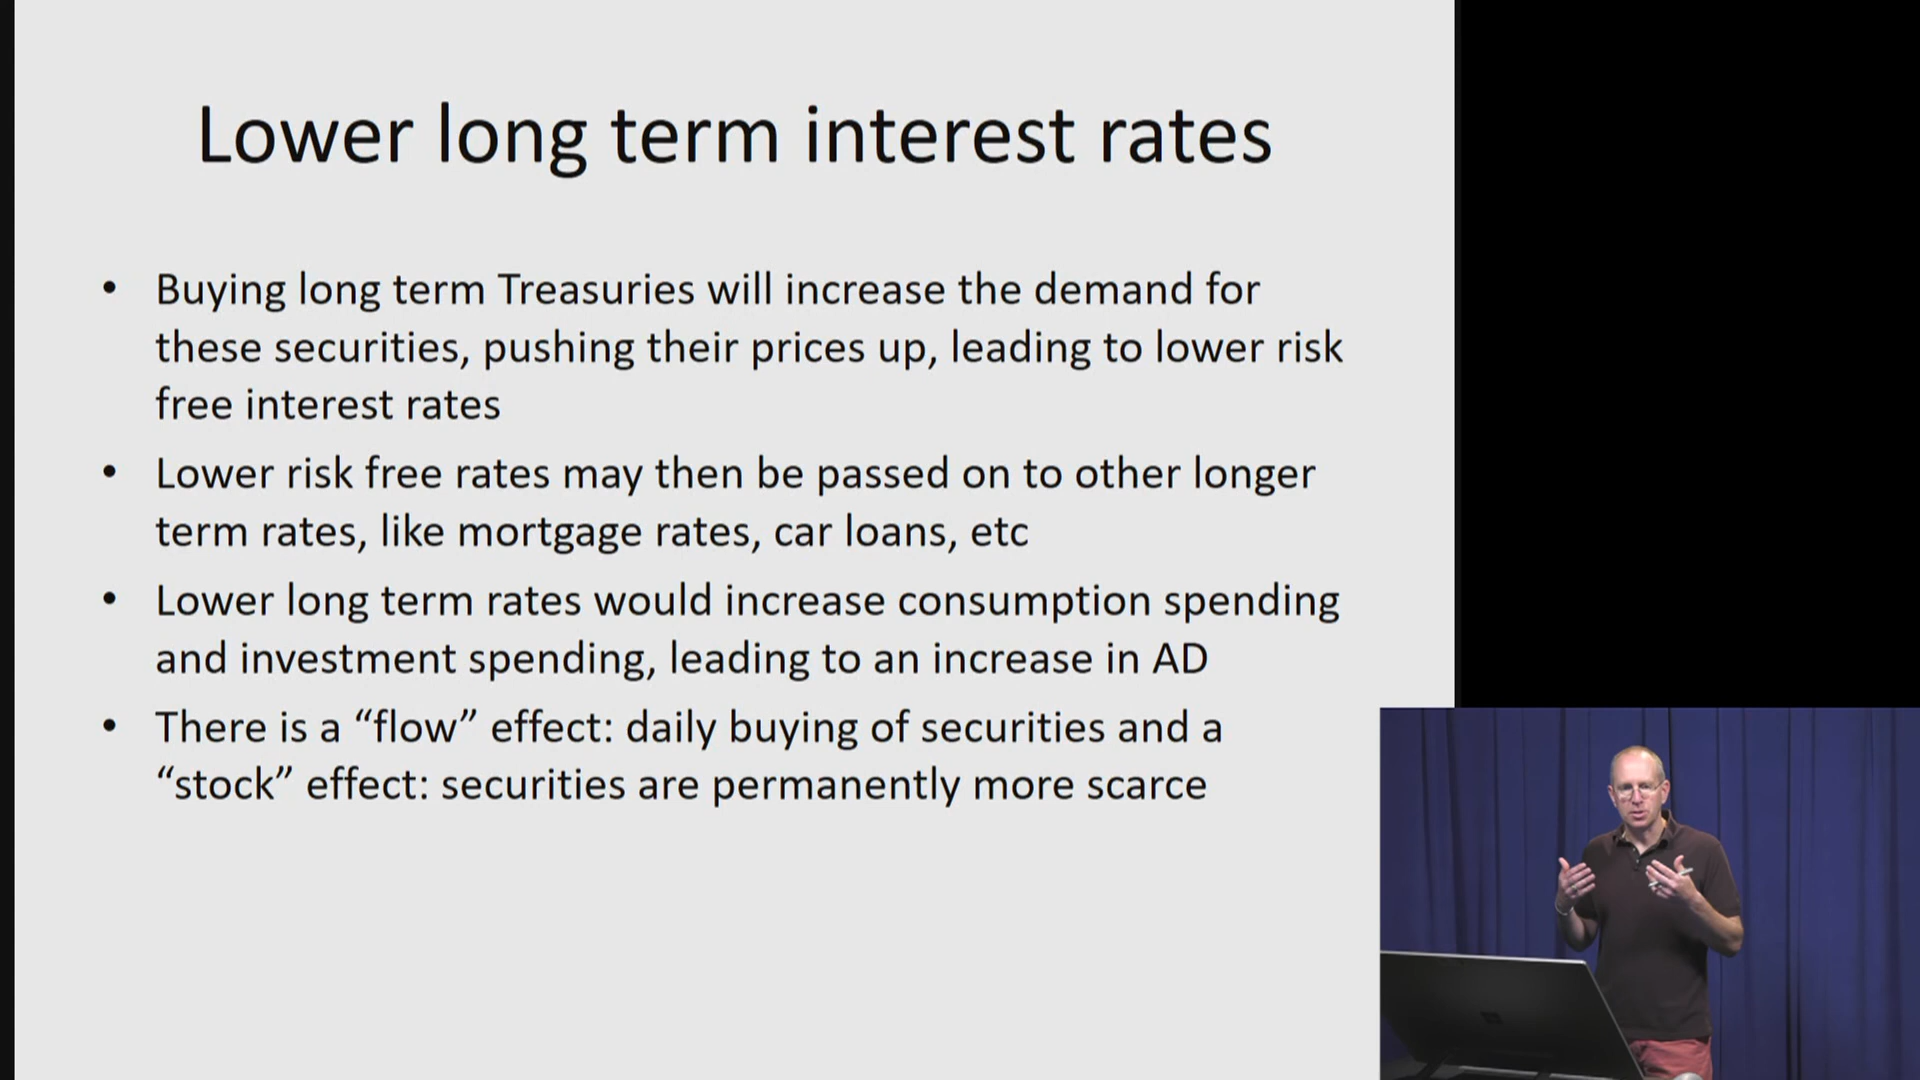 Lower long term interest rates
• Buying long term Treasuries will increase the demand for
these securities, pushing their prices up, leading to lower risk
free interest rates
• Lower risk free rates may then be passed on to other longer
term rates, like mortgage rates, car loans, etc
• Lower long term rates would increase consumption spending
and investment spending, leading to an increase in AD
• There is a “flow” effect: daily buying of securities and a
“stock” effect: securities are permanently more scarce